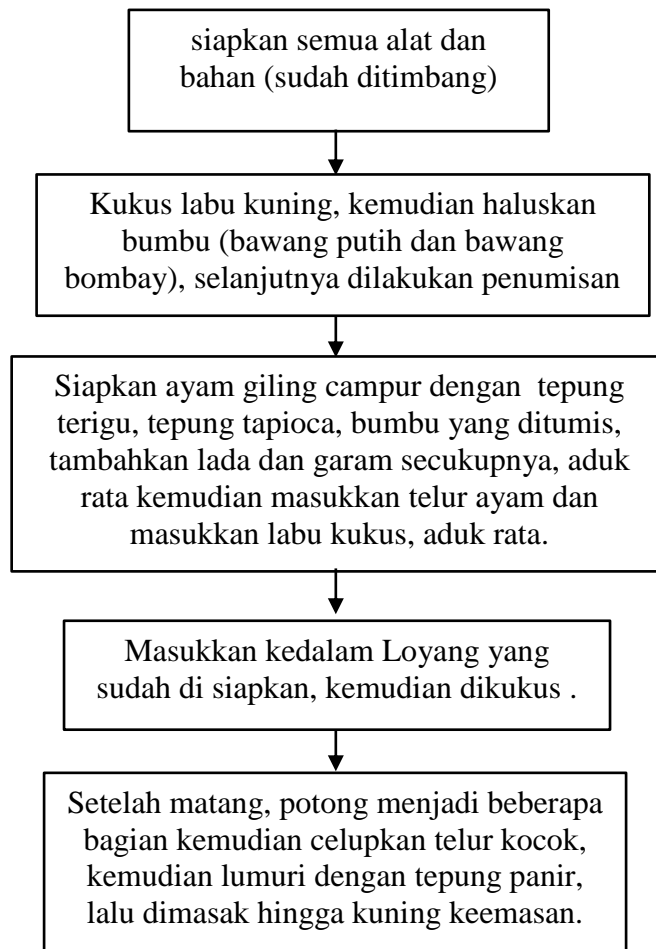 siapkan semua alat dan
bahan (sudah ditimbang)
Kukus labu kuning, kemudian haluskan
bumbu (bawang putih dan bawang
bombay), selanjutnya dilakukan penumisan
Siapkan ayam giling campur dengan tepung
terigu, tepung tapioca, bumbu yang ditumis,
tambahkan lada dan garam secukupnya, aduk
rata kemudian masukkan telur ayam dan
masukkan labu kukus, aduk rata.
Masukkan kedalam Loyang yang
sudah di siapkan, kemudian dikukus .
Setelah matang, potong menjadi beberapa
bagian kemudian celupkan telur kocok,
kemudian lumuri dengan tepung panir,
lalu dimasak hingga kuning keemasan.